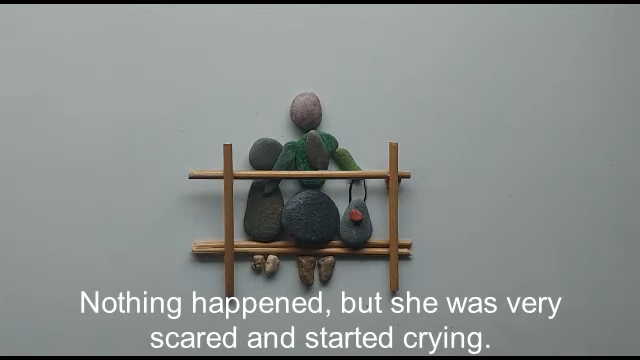 Nothing happened, but she was very
scared and started crying.